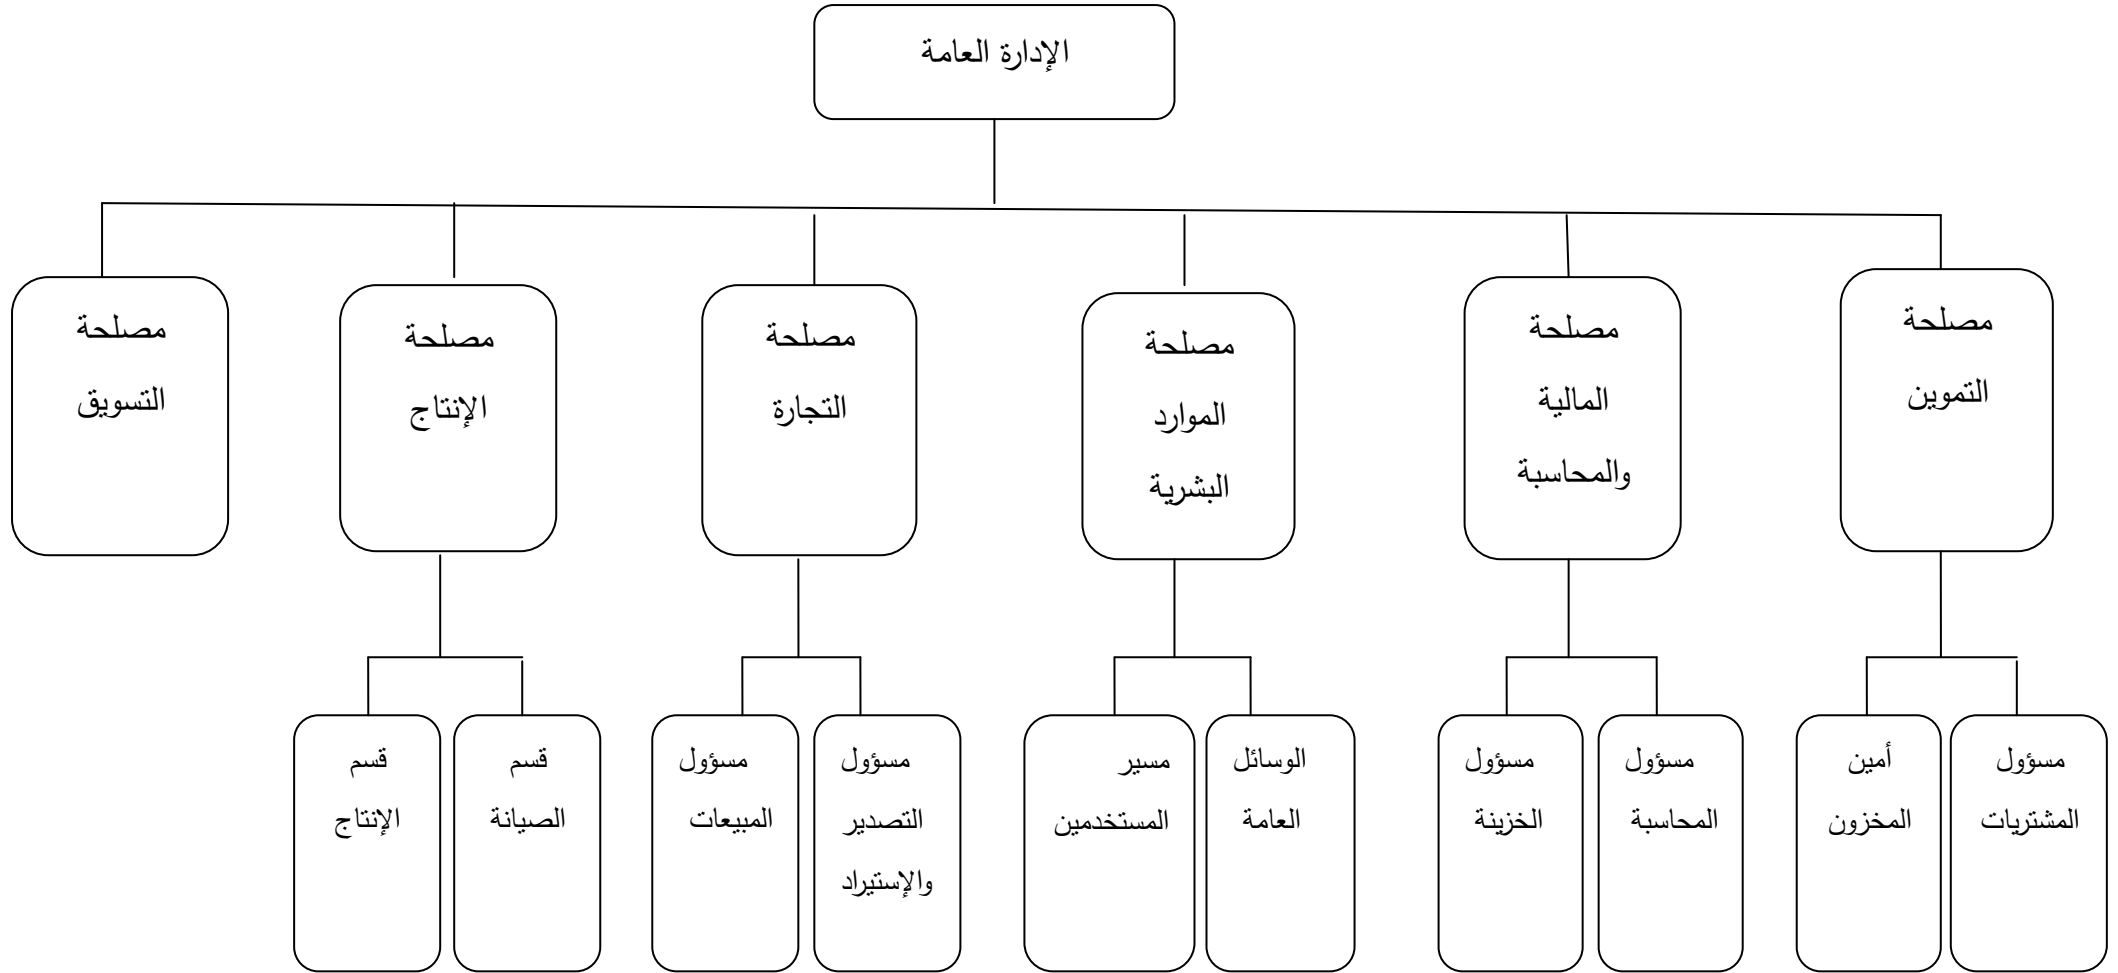 الإدارة العامة
مصلحة
التموين
مصلحة
المالية
والمحاسبة
مصلحة
الموارد
البشرية
مصلحة
التجارة
مصلحة
الإنتاج
مصلحة
التسويق
مسؤول
المشتريات
أمين
المخزون
مسؤول
المحاسبة
مسؤول
الخزينة
الوسائل
العامة
مسير
المستخدمين
مسؤول
التصدير
والإستيراد
مسؤول
المبيعات
قسم
الصيانة
قسم
الإنتاج